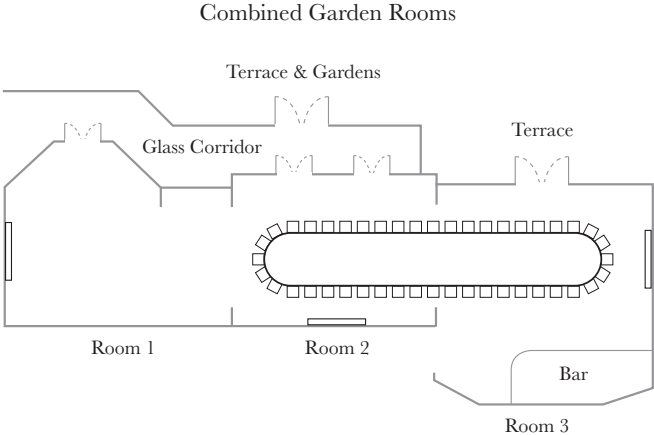 Combined Garden Rooms
Terrace & Gardens
Terrace
Glass Corridor
Room 1
Room 2
Bar
Room 3